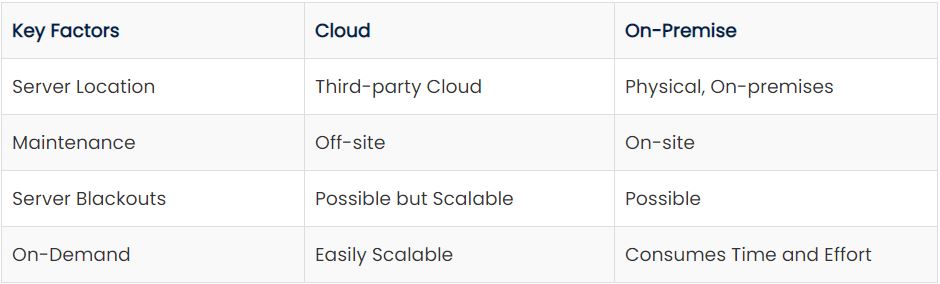 Key Factors Cloud On-Premise
Server Location Third-party Cloud Physical, On-premises
Maintenance Off-site On-site
Server Blackouts Possible but Scalable Possible
On-Demand Easily Scalable Consumes Time and Effort